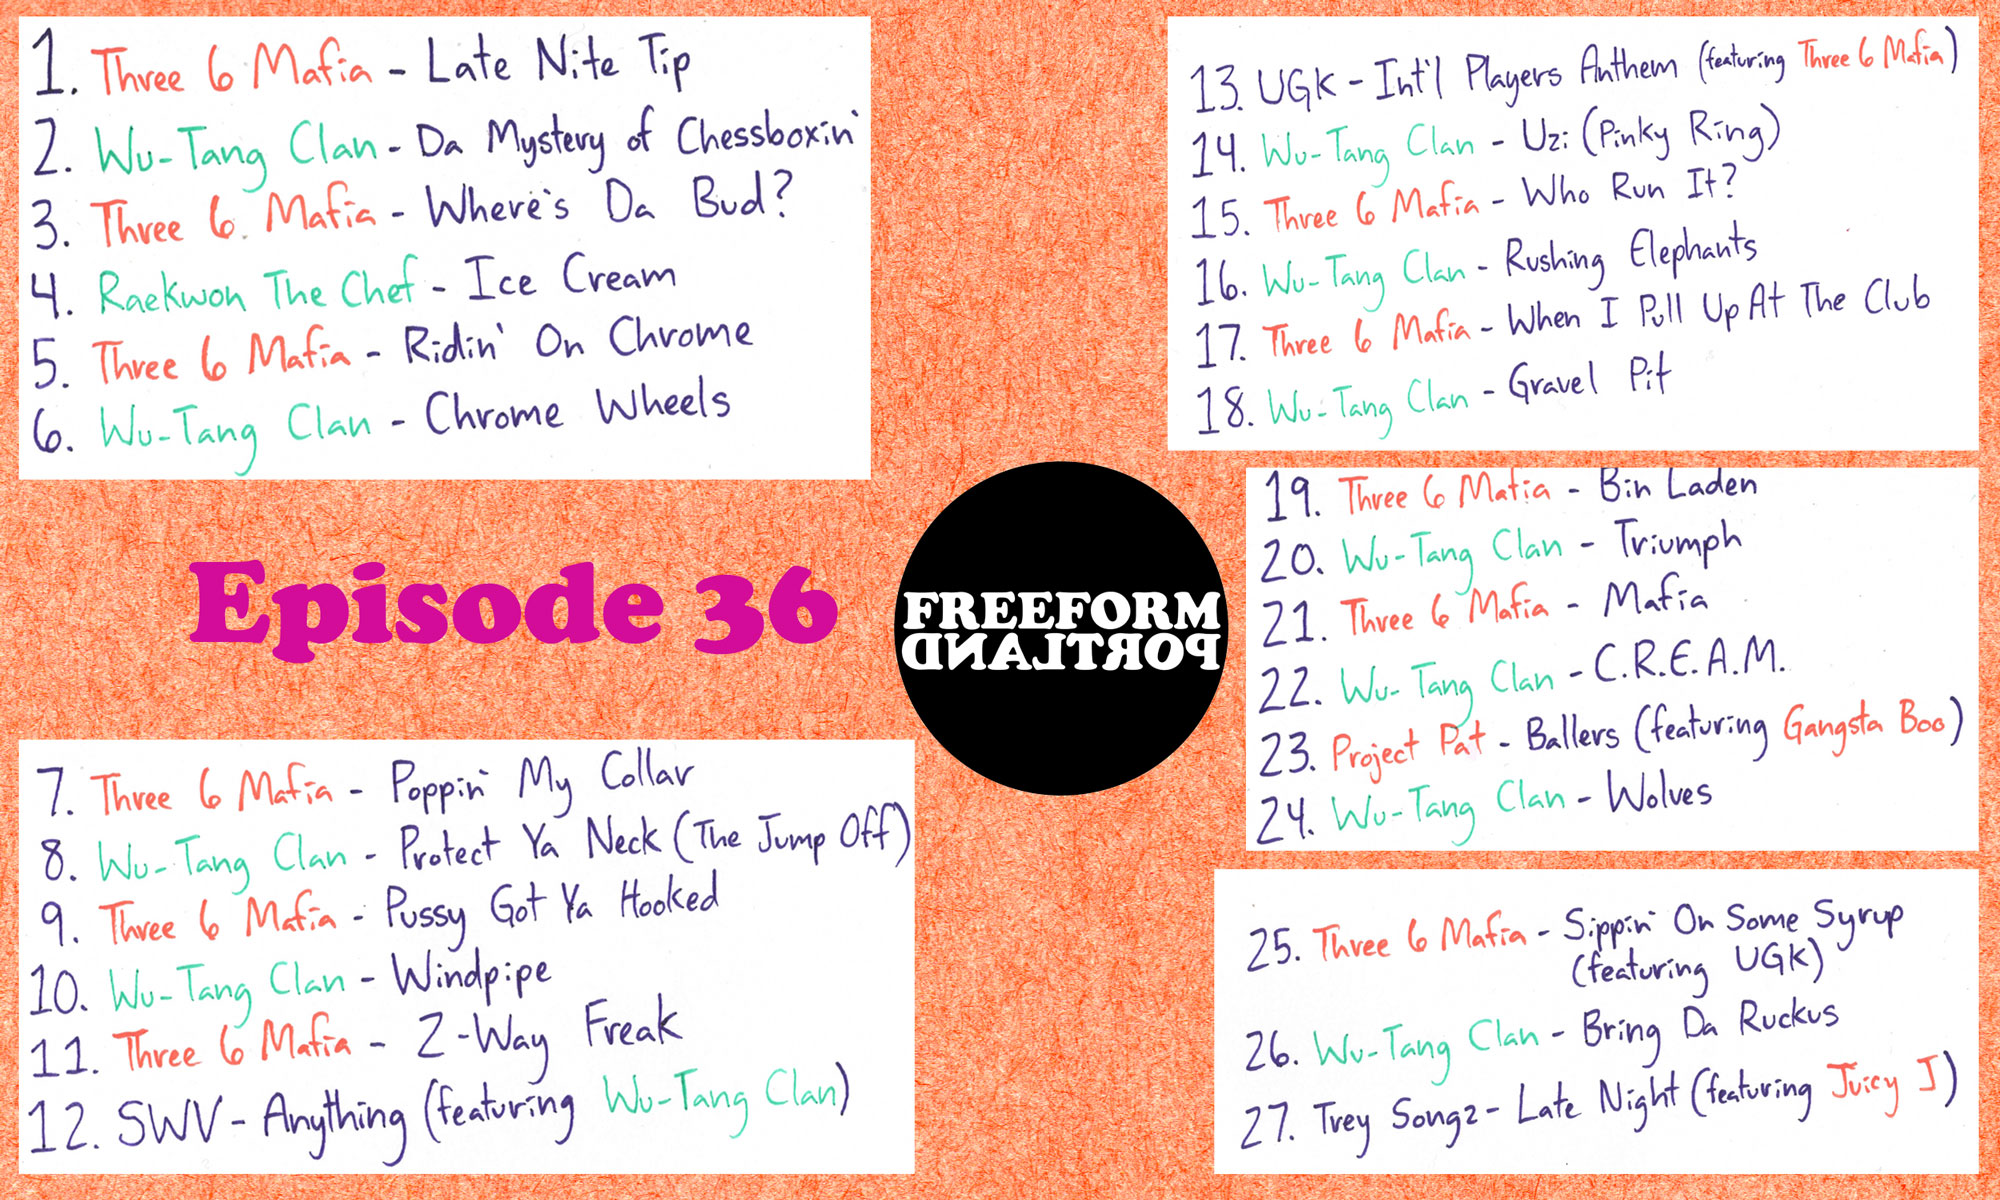 1. Three 6 Mafia - Late Nite Tip
2. Wu-Tang Clan - Da Mystery of Chessboxin'
3. Three 6 Mafia - Where's Da Bud?
4. Raekwon The Chef - Ice Cream
5. Three 6 Mafia - Ridin' On Chrome
6. Wu-Tang Clan - Chrome Wheels
Episode 36
FREEFORM
PORTLAND
7. Three 6 Mafia - Poppin' My Collar
8. Wu-Tang Clan - Protect Ya Neck (The Jump Off)
9. Three 6 Mafia - Pussy Got Ya Hooked
10. Wu-Tang Clan - Windpipe
11. Three 6 Mafia - 2-Way Freak
12. SWV - Anything (featuring Wu-Tang Clan)
13. UGK - Int'l Players Anthem (featuring Three 6 Mafia)
14. Wu-Tang Clan - Uzi (Pinky Ring)
15. Three 6 Mafia - Who Run It?
16. Wu-Tang Clan - Rushing Elephants
17. Three 6 Mafia - When I Pull Up At The Club
18. Wu-Tang Clan - Gravel Pit
19. Three 6 Mafia - Bin Laden
20. Wu-Tang Clan - Triumph
21. Three 6 Mafia - Mafia
22. Wu-Tang Clan - C.R.E.A.M.
23. Project Pat - Ballers (featuring Gangsta Boo)
24. Wu-Tang Clan - Wolves
25. Three 6 Mafia - Sippin' On Some Syrup
(featuring UGK)
26. Wu-Tang Clan - Bring Da Ruckus
27. Trey Songz - Late Night (featuring Juicy J)